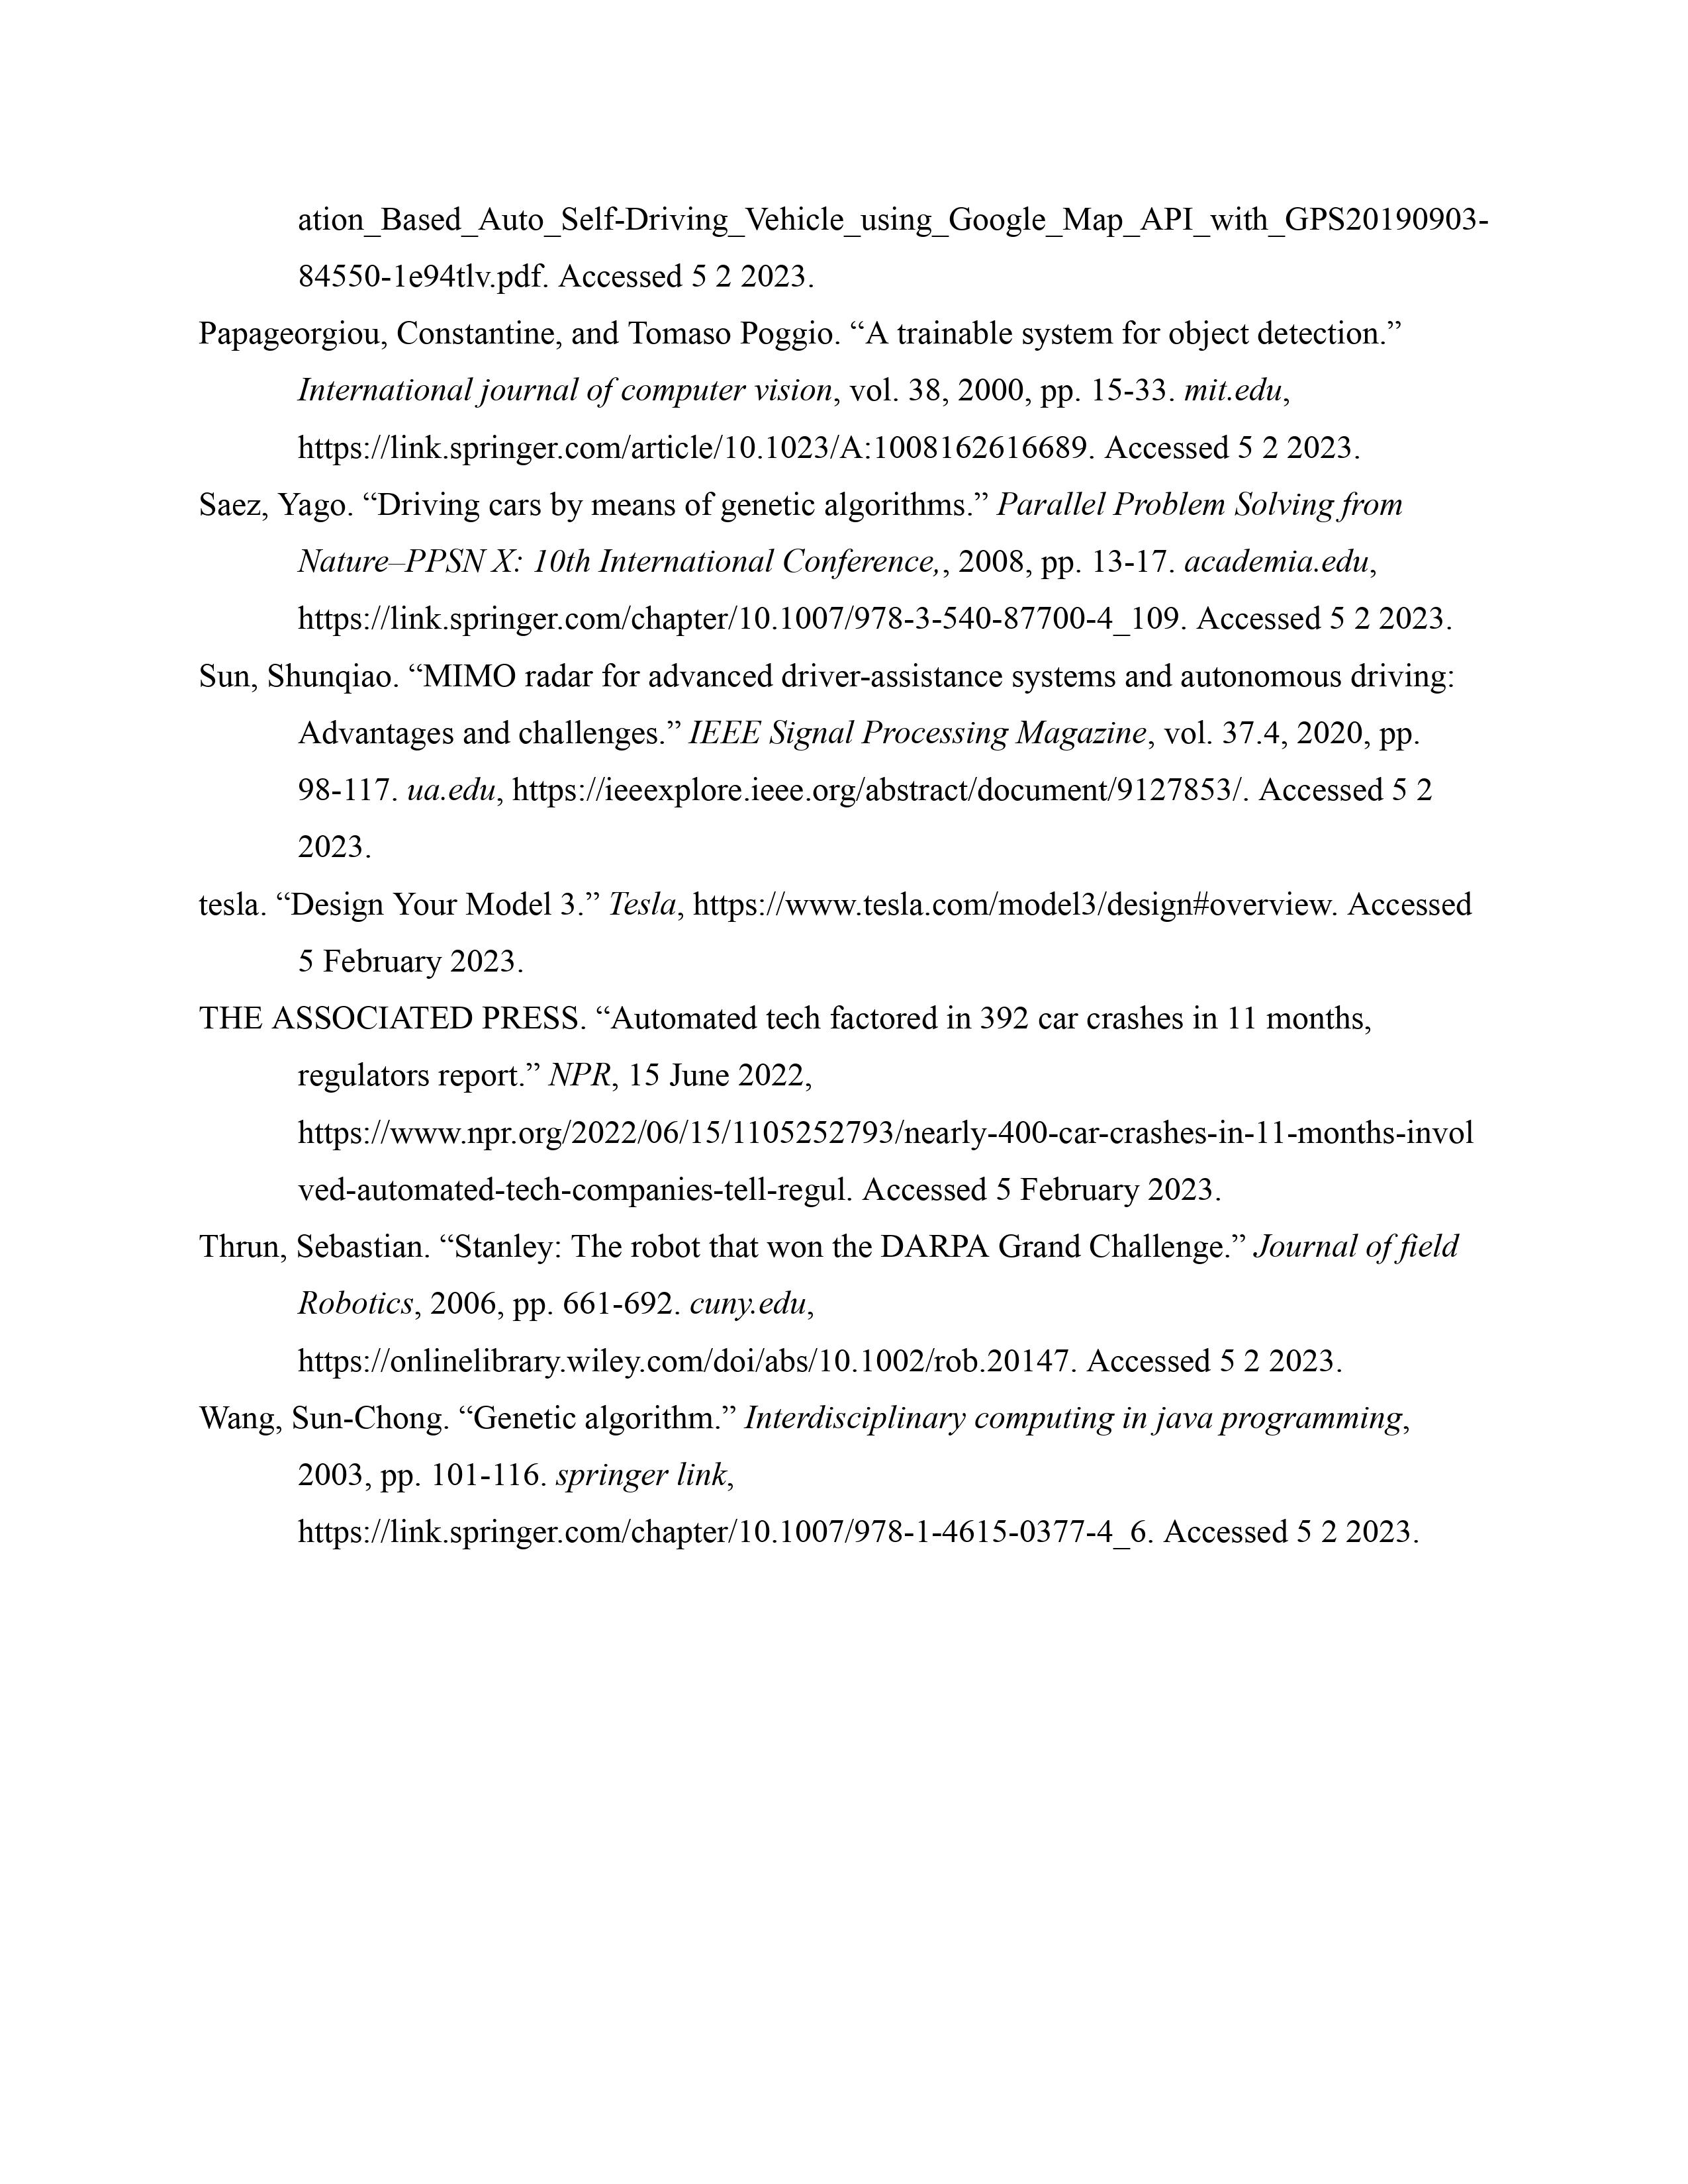 ation_Based_Auto_Self-Driving_Vehicle_using_Google_Map_API_with_GPS20190903-
84550-1e94tlv.pdf. Accessed 5 2 2023.
Papageorgiou, Constantine, and Tomaso Poggio. “A trainable system for object detection.”
International journal of computer vision, vol. 38, 2000, pp. 15-33. mit.edu,
https://link.springer.com/article/10.1023/A:1008162616689. Accessed 5 2 2023.
Saez, Yago. “Driving cars by means of genetic algorithms.” Parallel Problem Solving from
Nature–PPSN X: 10th International Conference,, 2008, pp. 13-17. academia.edu,
https://link.springer.com/chapter/10.1007/978-3-540-87700-4_109. Accessed 5 2 2023.
Sun, Shunqiao. “MIMO radar for advanced driver-assistance systems and autonomous driving:
Advantages and challenges.” IEEE Signal Processing Magazine, vol. 37.4, 2020, pp.
98-117. ua.edu, https://ieeexplore.ieee.org/abstract/document/9127853/. Accessed 5 2
2023.
tesla. “Design Your Model 3.” Tesla, https://www.tesla.com/model3/design#overview. Accessed
5 February 2023.
THE ASSOCIATED PRESS. “Automated tech factored in 392 car crashes in 11 months,
regulators report.” NPR, 15 June 2022,
https://www.npr.org/2022/06/15/1105252793/nearly-400-car-crashes-in-11-months-invol
ved-automated-tech-companies-tell-regul. Accessed 5 February 2023.
Thrun, Sebastian. “Stanley: The robot that won the DARPA Grand Challenge.” Journal of field
Robotics, 2006, pp. 661-692. cuny.edu,
https://onlinelibrary.wiley.com/doi/abs/10.1002/rob.20147. Accessed 5 2 2023.
Wang, Sun-Chong. “Genetic algorithm.” Interdisciplinary computing in java programming,
2003, pp. 101-116. springer link,
https://link.springer.com/chapter/10.1007/978-1-4615-0377-4_6. Accessed 5 2 2023.